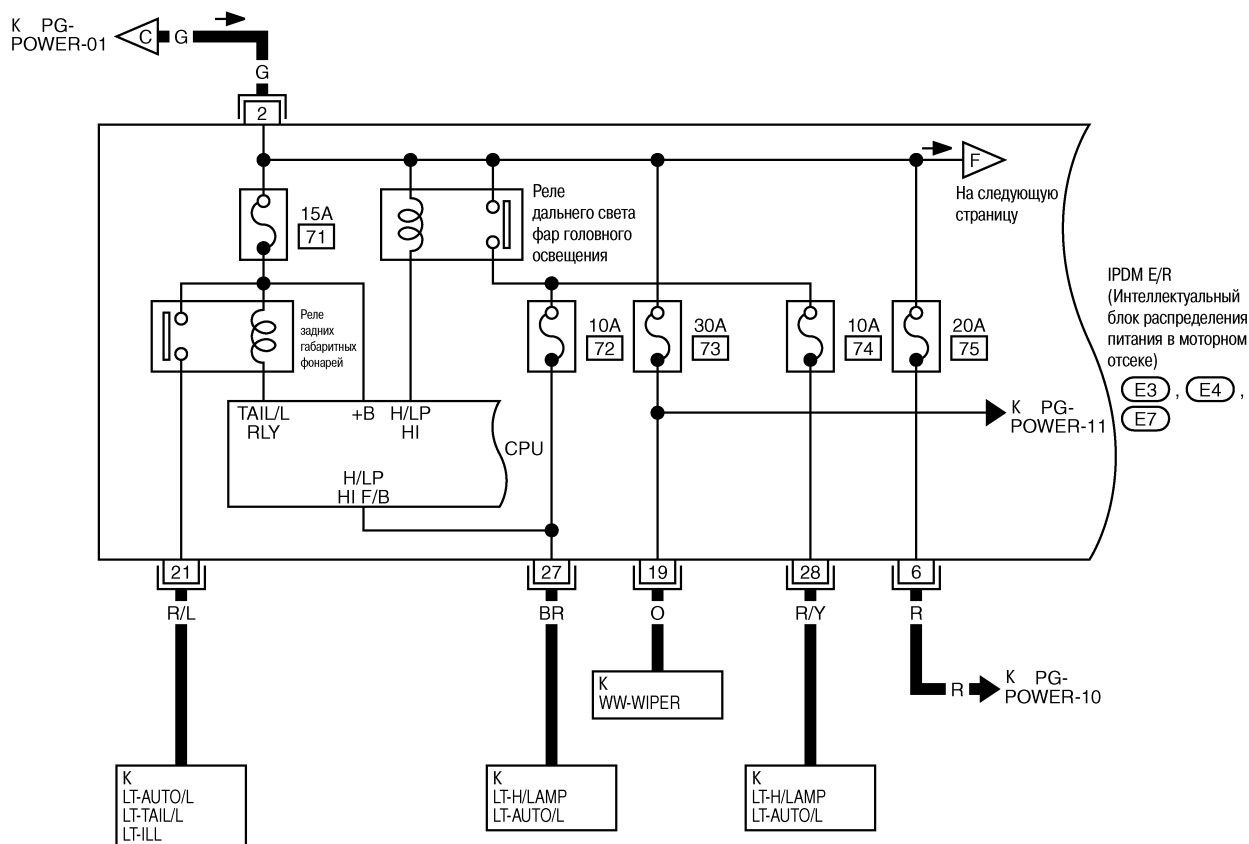 К PG-
POWER-01
C
G
G
2
F
На следующую
страницу
15A
71
Реле
дальнего света
фар головного
освещения
IPDM E/R
(Интеллектуальный
блок распределения
питания в моторном
отсеке)
E3 , E4 ,
E7
Реле
задних
габаритных
фонарей
10A
72
30A
73
10A
74
20A
75
TAIL/L
RLY
+B
H/LP
HI
CPU
H/LP
HI F/B
К PG-
POWER-11
21
27
19
28
6
R/L
BR
O
R/Y
R
R
К PG-
POWER-10
К
WW-WIPER
К
LT-AUTO/L
LT-TAIL/L
LT-ILL
К
LT-H/LAMP
LT-AUTO/L
К
LT-H/LAMP
LT-AUTO/L